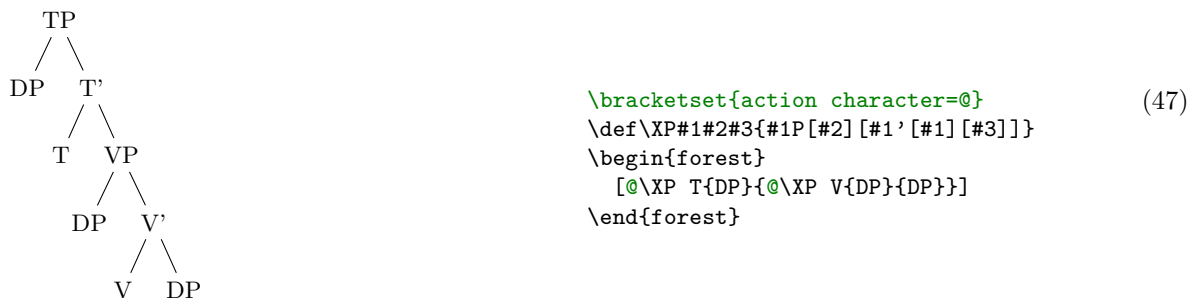 TP
DP T'
T VP
DP V'
V DP
\bracketset{action character=@}
(47)
\def\XP#1#2#3{#1P[#2][#1'[#1][#3]]}
\begin{forest}
[@\XP T{DP}{@\XP V{DP}{DP}}]
\end{forest}